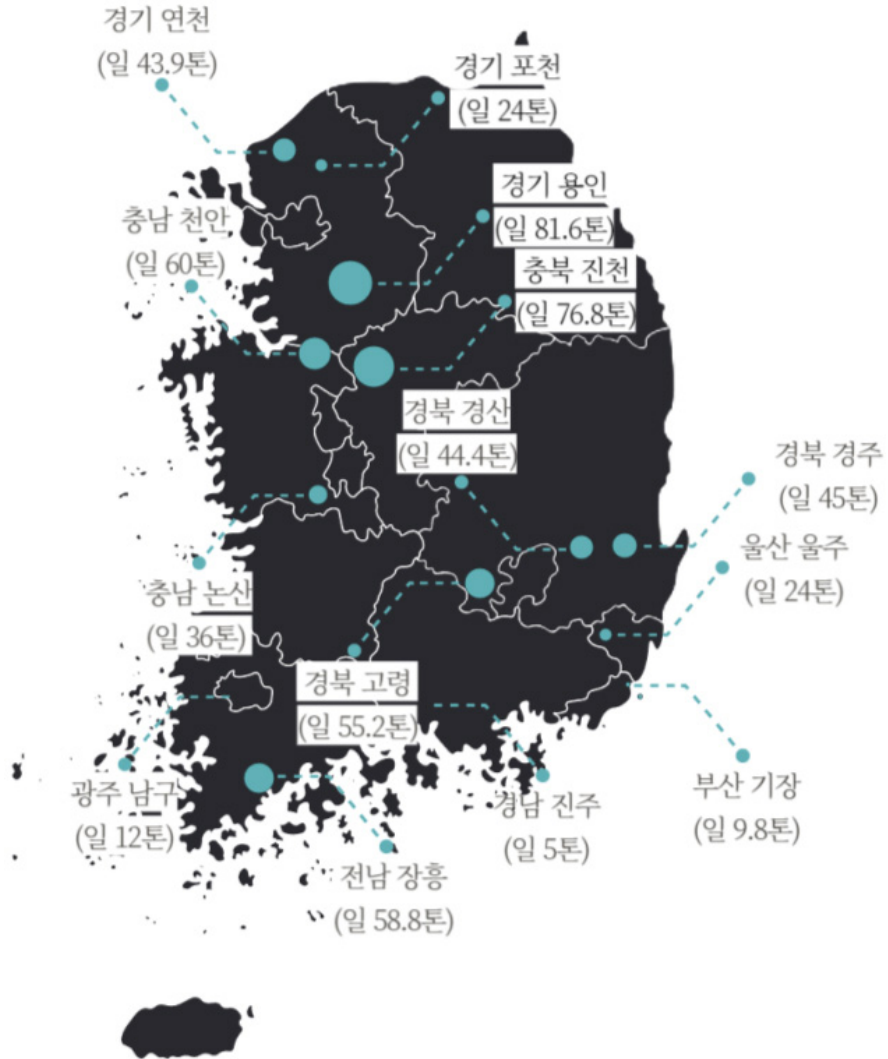 경기 연천
(일 43.9톤)
경기 포천
(일 24톤)
경기 용인
(일 81.6톤)
충남 천안
(일 60톤)
충북 진천
(일 76.8톤)
경북 경산
(일 44.4톤)
경북 경주
(일 45톤)
울산 울주
(일 24톤)
충남 논산
(일 36톤)
경북 고령
(일 55.2톤)
광주 남구
(일 12톤)
경남 진주
(일 5톤)
부산 기장
(일 9.8톤)
전남 장흥
(일 58.8톤)